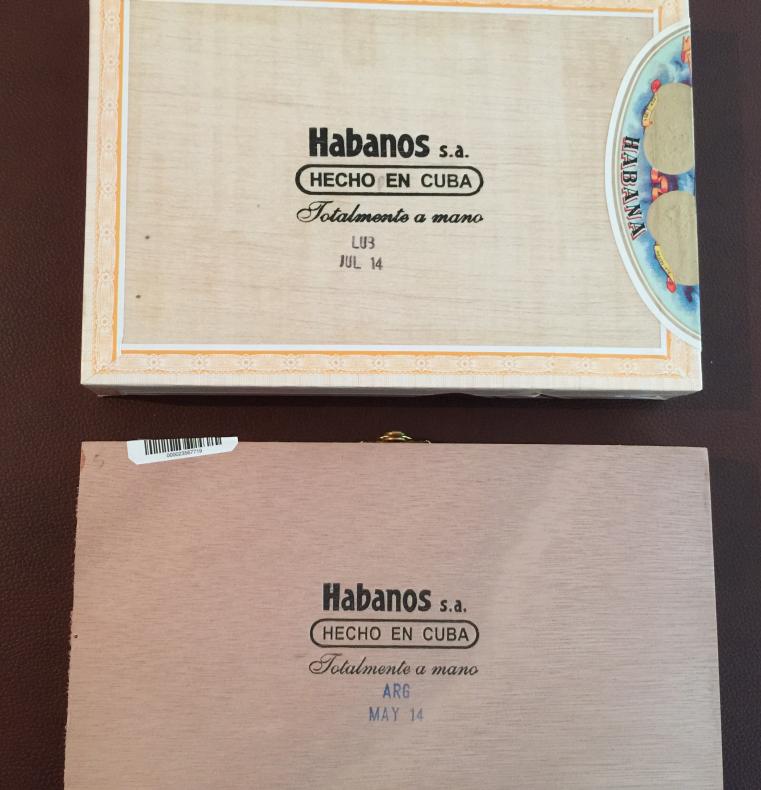 Habanos s.a.
HECHO EN CUBA
Totalmente a mano
LUB
JUL 14
HABANA
000023567719
Habanos s.a.
HECHO EN CUBA
Totalmente a mano
ARG
MAY 14